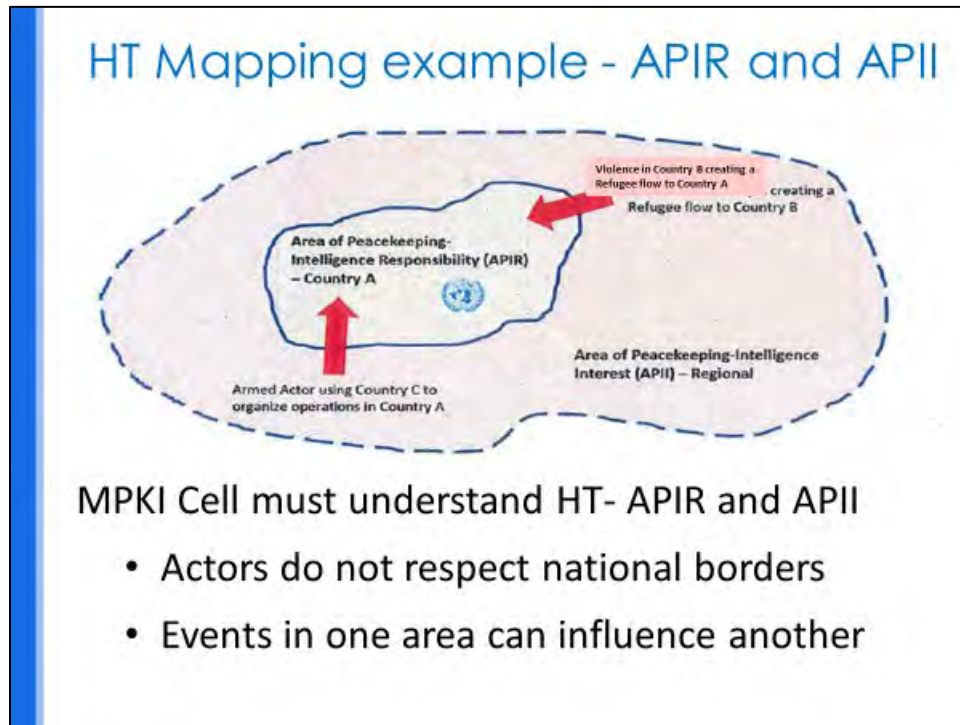 HT Mapping example - APIR and APII
Violence in Country B creating a
Refugee flow to Country A
creating a
Refugee flow to Country B
Area of Peacekeeping-
Intelligence Responsibility (APIR)
– Country A
Area of Peacekeeping-Intelligence
Interest (APII) – Regional
Armed Actor using Country C to
organize operations in Country A
MPKI Cell must understand HT- APIR and APII
• Actors do not respect national borders
• Events in one area can influence another